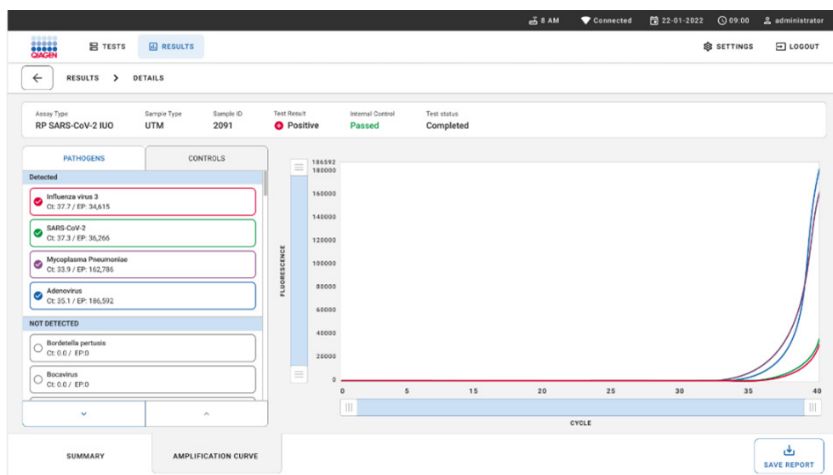 8 AM Connected 22-01-2022 09:00 administrator
QIAGEN TESTS RESULTS SETTINGS LOGOUT
RESULTS > DETAILS
Assay Type Sample Type Sample ID Test Result Internal Control Test status
RP SARS-CoV-2 IUO UTM 2091 Positive Passed Completed
PATHOGENS CONTROLS
Detected
Influenza virus 3
Ct: 37.7 / EP: 34,615
SARS-CoV-2
Ct: 37.3 / EP: 36,266
Mycoplasma Pneumoniae
Ct: 33.9 / EP: 162,786
Adenovirus
Ct: 35.1 / EP: 186,592
NOT DETECTED
Bordetella pertusis
Ct: 0.0 / EP:0
Bocavirus
Ct: 0.0 / EP:0
FLUORESCENCE
186592
180000
160000
140000
120000
100000
80000
60000
40000
20000
0
0 5 15 20 25 30 35 40
CYCLE
SUMMARY AMPLIFICATION CURVE
SAVE REPORT